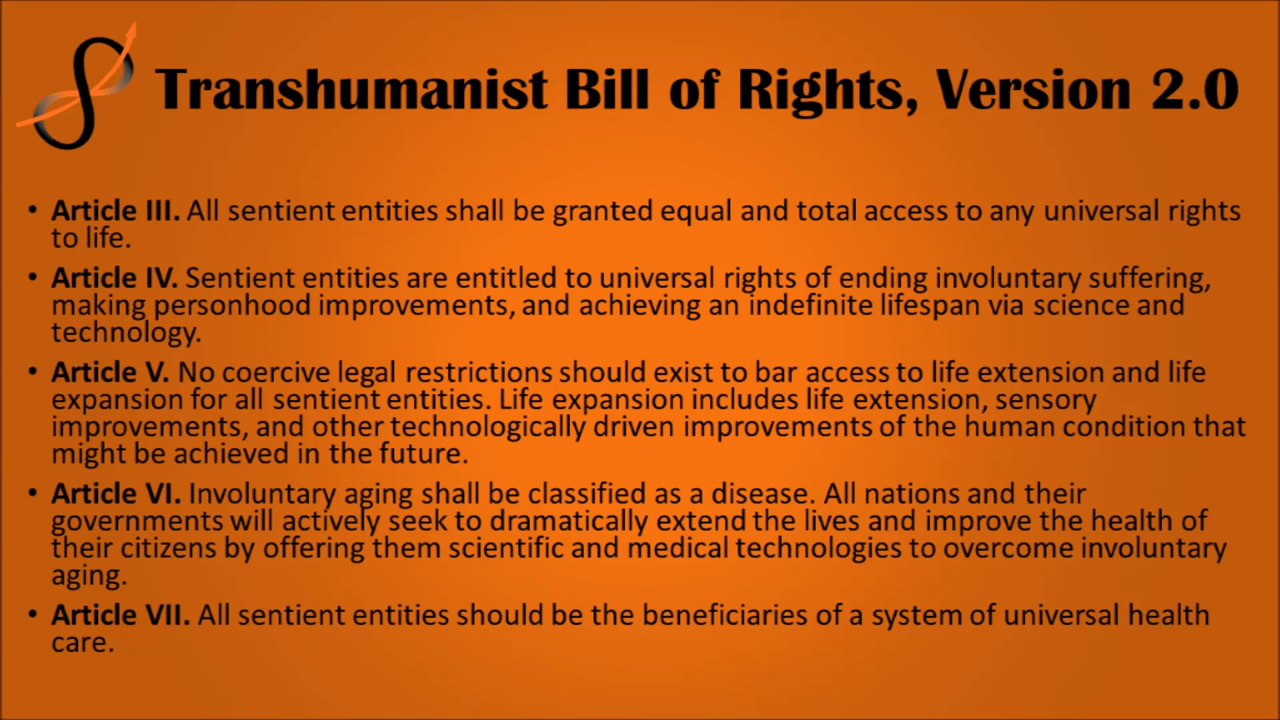 Transhumanist Bill of Rights, Version 2.0
• Article III. All sentient entities shall be granted equal and total access to any universal rights
to life.
• Article IV. Sentient entities are entitled to universal rights of ending involuntary suffering,
making personhood improvements, and achieving an indefinite lifespan via science and
technology.
• Article V. No coercive legal restrictions should exist to bar access to life extension and life
expansion for all sentient entities. Life expansion includes life extension, sensory
improvements, and other technologically driven improvements of the human condition that
might be achieved in the future.
• Article VI. Involuntary aging shall be classified as a disease. All nations and their
governments will actively seek to dramatically extend the lives and improve the health of
their citizens by offering them scientific and medical technologies to overcome involuntary
aging.
• Article VII. All sentient entities should be the beneficiaries of a system of universal health
care.